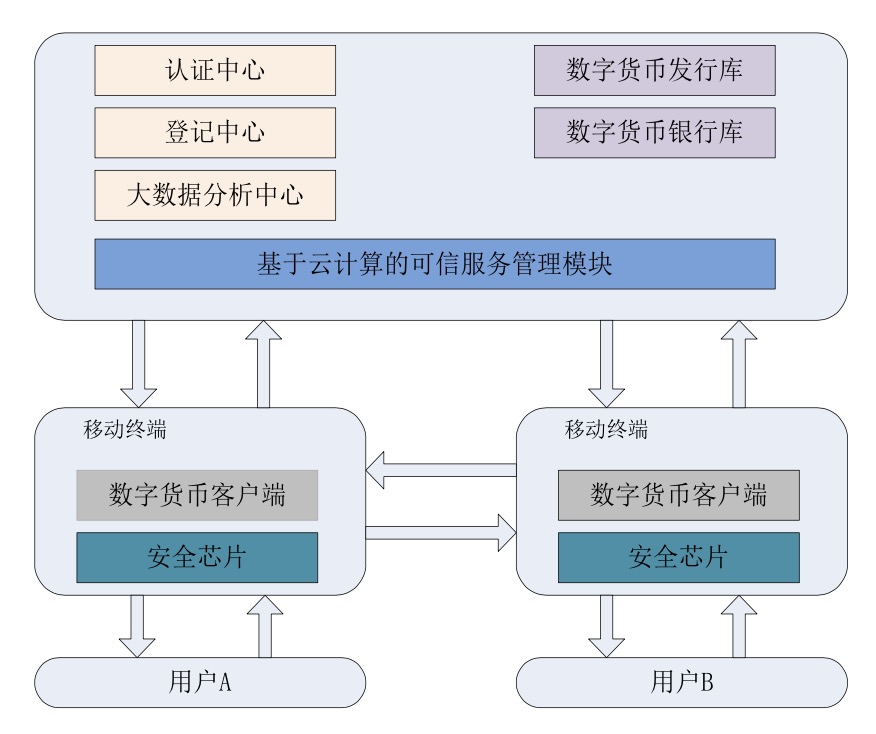 认证中心
数字货币发行库
登记中心
数字货币银行库
大数据分析中心
基于云计算的可信服务管理模块
移动终端
移动终端
数字货币客户端
数字货币客户端
安全芯片
安全芯片
用户A
用户B